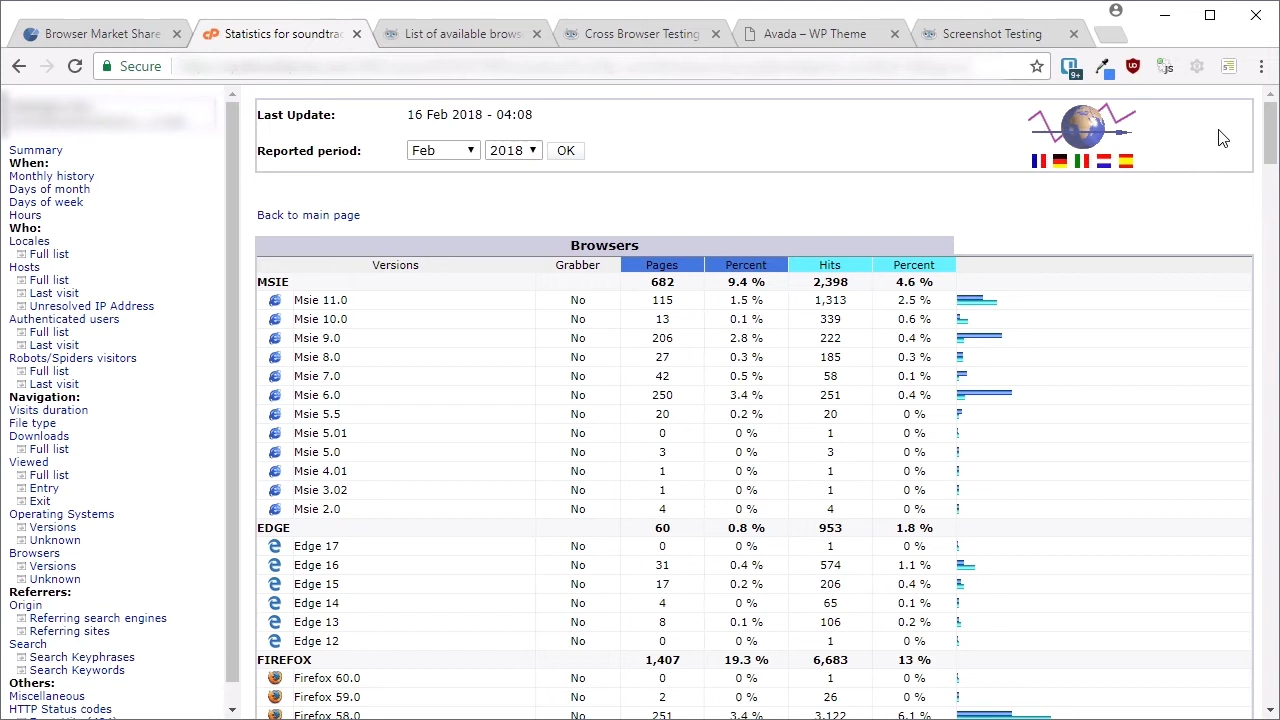 Browser Market Share
Statistics for soundtra
List of available brows
Cross Browser Testing
Avada – WP Theme
Screenshot Testing
Secure
9+
js
Summary
When:
Monthly history
Days of month
Days of week
Hours
Who:
Locales
Full list
Hosts
Full list
Last visit
Unresolved IP Address
Authenticated users
Full list
Last visit
Robots/Spiders visitors
Full list
Last visit
Navigation:
Visits duration
File type
Downloads
Full list
Viewed
Full list
Entry
Exit
Operating Systems
Versions
Unknown
Browsers
Versions
Unknown
Referrers:
Origin
Referring search engines
Referring sites
Search
Search Keyphrases
Search Keywords
Others:
Miscellaneous
HTTP Status codes
Last Update: 16 Feb 2018 - 04:08
Reported period: Feb 2018 OK
Back to main page
Browsers
Versions Grabber Pages Percent Hits Percent
MSIE 682 9.4 % 2,398 4.6 %
Msie 11.0 No 115 1.5 % 1,313 2.5 %
Msie 10.0 No 13 0.1 % 339 0.6 %
Msie 9.0 No 206 2.8 % 222 0.4 %
Msie 8.0 No 27 0.3 % 185 0.3 %
Msie 7.0 No 42 0.5 % 58 0.1 %
Msie 6.0 No 250 3.4 % 251 0.4 %
Msie 5.5 No 20 0.2 % 20 0 %
Msie 5.01 No 0 0 % 1 0 %
Msie 5.0 No 3 0 % 3 0 %
Msie 4.01 No 1 0 % 1 0 %
Msie 3.02 No 1 0 % 1 0 %
Msie 2.0 No 4 0 % 4 0 %
EDGE 60 0.8 % 953 1.8 %
Edge 17 No 0 0 % 1 0 %
Edge 16 No 31 0.4 % 574 1.1 %
Edge 15 No 17 0.2 % 206 0.4 %
Edge 14 No 4 0 % 65 0.1 %
Edge 13 No 8 0.1 % 106 0.2 %
Edge 12 No 0 0 % 1 0 %
FIREFOX 1,407 19.3 % 6,683 13 %
Firefox 60.0 No 0 0 % 1 0 %
Firefox 59.0 No 2 0 % 26 0 %
Firefox 58.0 No 251 3.4 % 3,122 6.1 %